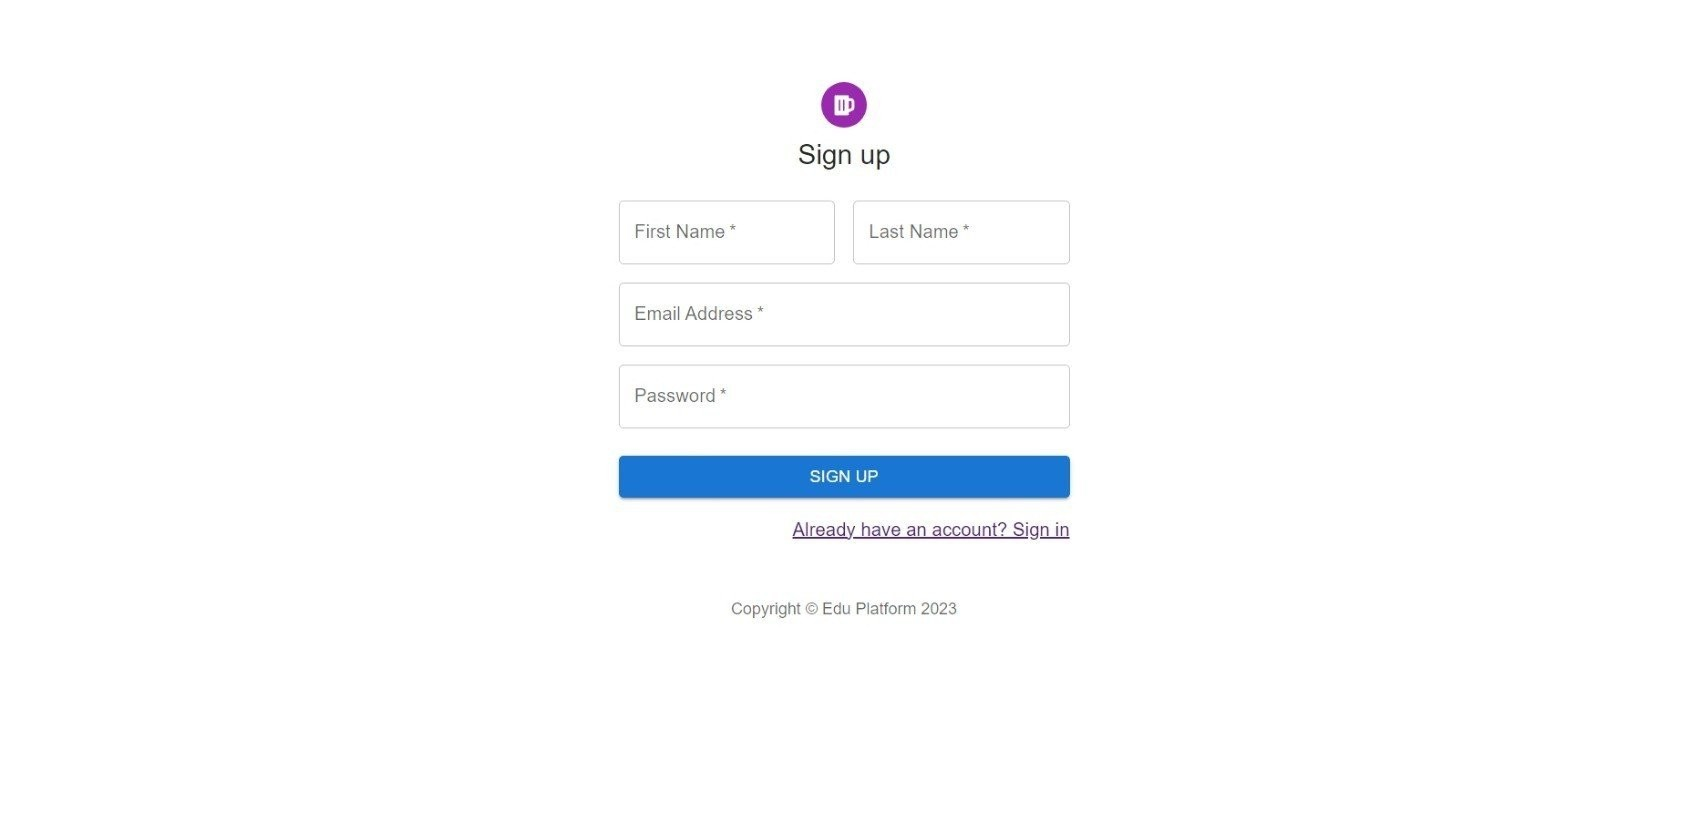 Sign up
First Name *
Last Name *
Email Address *
Password *
SIGN UP
Already have an account? Sign in
Copyright © Edu Platform 2023